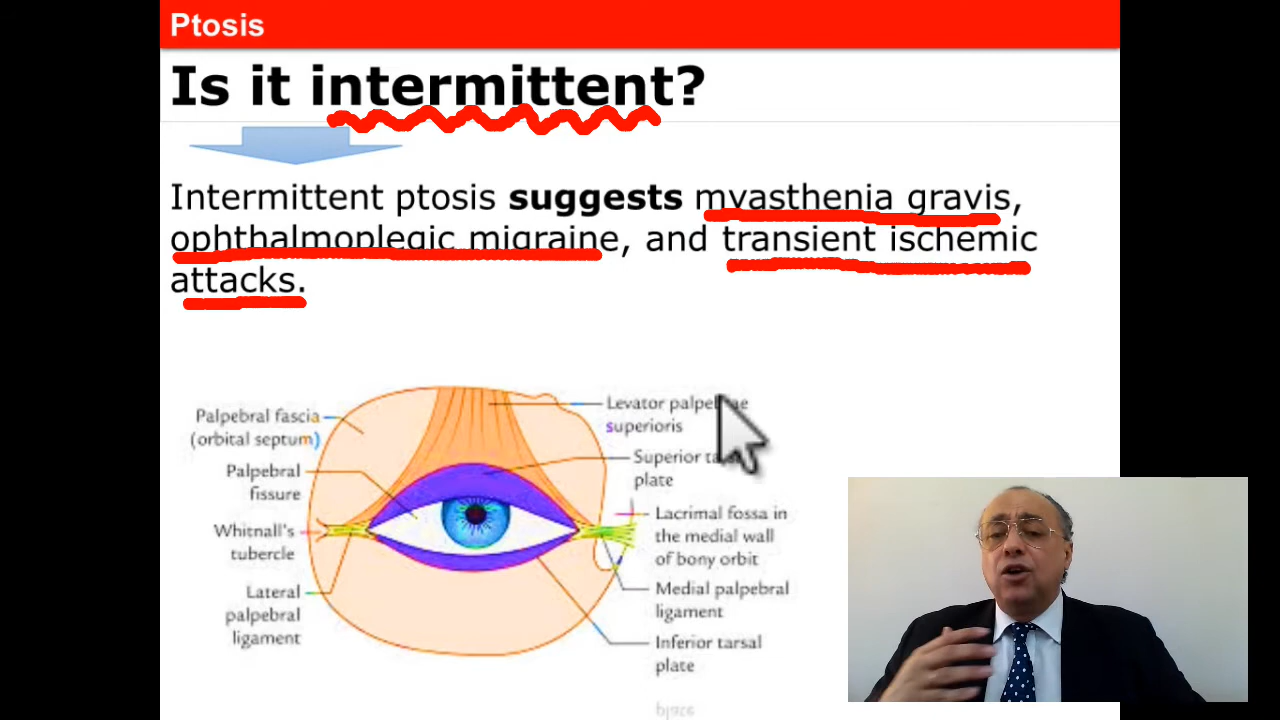 Ptosis
Is it intermittent?
Intermittent ptosis suggests myasthenia gravis,
ophthalmoplegic migraine, and transient ischemic
attacks.
Palpebral fascia
(orbital septum)
Palpebral
fissure
Whitnall's
tubercle
Lateral
palpebral
ligament
Levator palpebrae
superioris
Superior tarsal
plate
Lacrimal fossa in
the medial wall
of bony orbit
Medial palpebral
ligament
Inferior tarsal
plate